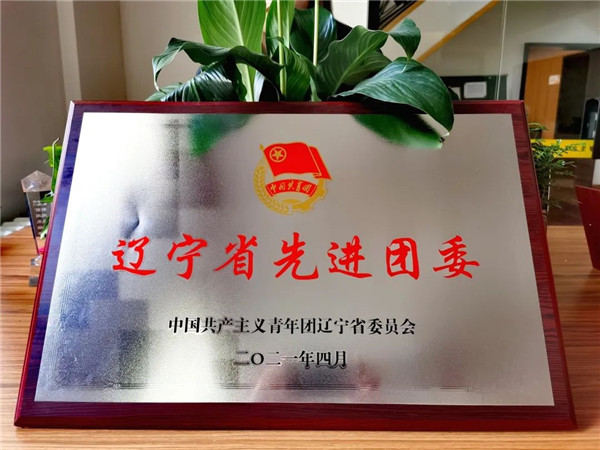 中国共青团
辽宁省先进团委
中国共产主义青年团辽宁省委员会
二〇二一年四月